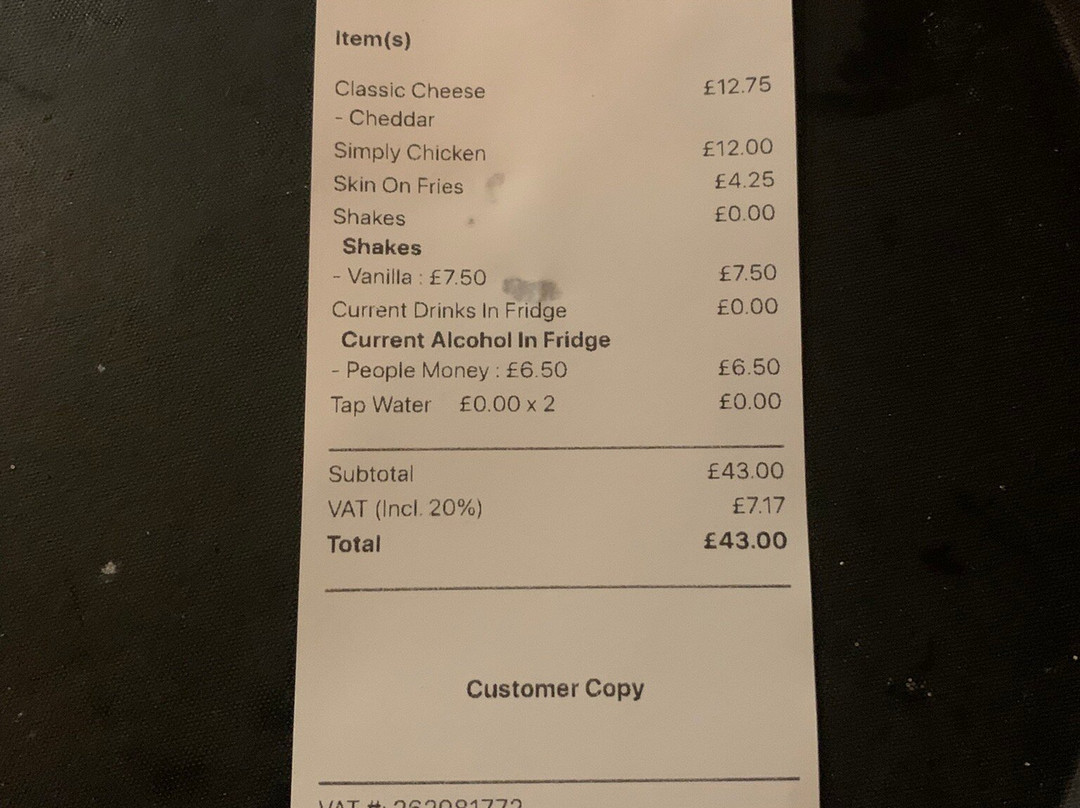 Item(s)
Classic Cheese £12.75
- Cheddar
Simply Chicken £12.00
Skin On Fries £4.25
Shakes £0.00
Shakes
- Vanilla : £7.50 £7.50
Current Drinks In Fridge £0.00
Current Alcohol In Fridge
- People Money : £6.50 £6.50
Tap Water £0.00 x 2 £0.00
Subtotal £43.00
VAT (Incl. 20%) £7.17
Total £43.00
Customer Copy
VAT #: